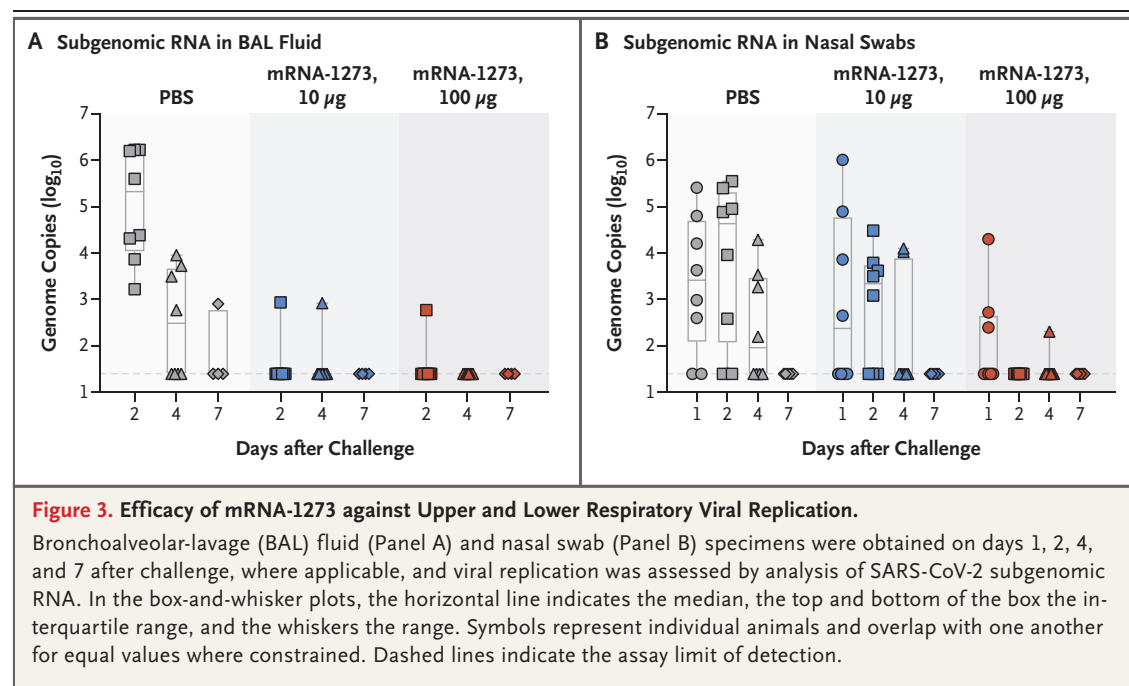 A Subgenomic RNA in BAL Fluid
PBS
mRNA-1273,
10 µg
mRNA-1273,
100 µg
Genome Copies (log10)
7
6
5
4
3
2
1
2 4 7 2 4 7 2 4 7
Days after Challenge
B Subgenomic RNA in Nasal Swabs
PBS
mRNA-1273,
10 µg
mRNA-1273,
100 µg
Genome Copies (log10)
7
6
5
4
3
2
1
1 2 4 7 1 2 4 7 1 2 4 7
Days after Challenge
Figure 3. Efficacy of mRNA-1273 against Upper and Lower Respiratory Viral Replication.
Bronchoalveolar-lavage (BAL) fluid (Panel A) and nasal swab (Panel B) specimens were obtained on days 1, 2, 4,
and 7 after challenge, where applicable, and viral replication was assessed by analysis of SARS-CoV-2 subgenomic
RNA. In the box-and-whisker plots, the horizontal line indicates the median, the top and bottom of the box the in-
terquartile range, and the whiskers the range. Symbols represent individual animals and overlap with one another
for equal values where constrained. Dashed lines indicate the assay limit of detection.